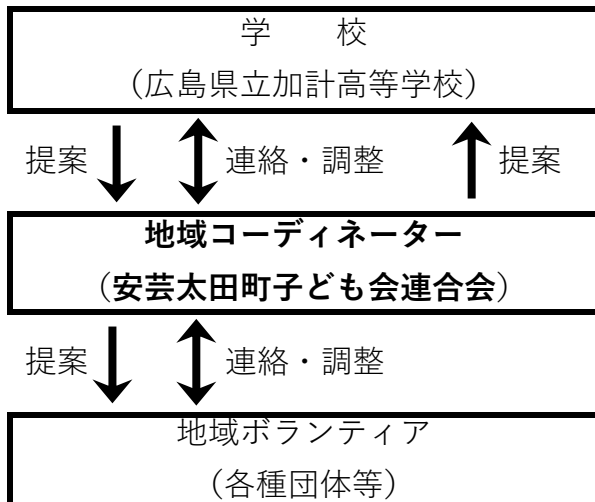 学　　校
（広島県立加計高等学校）
提案　連絡・調整　提案
地域コーディネーター
（安芸太田町子ども会連合会）
提案　連絡・調整
地域ボランティア
（各種団体等）